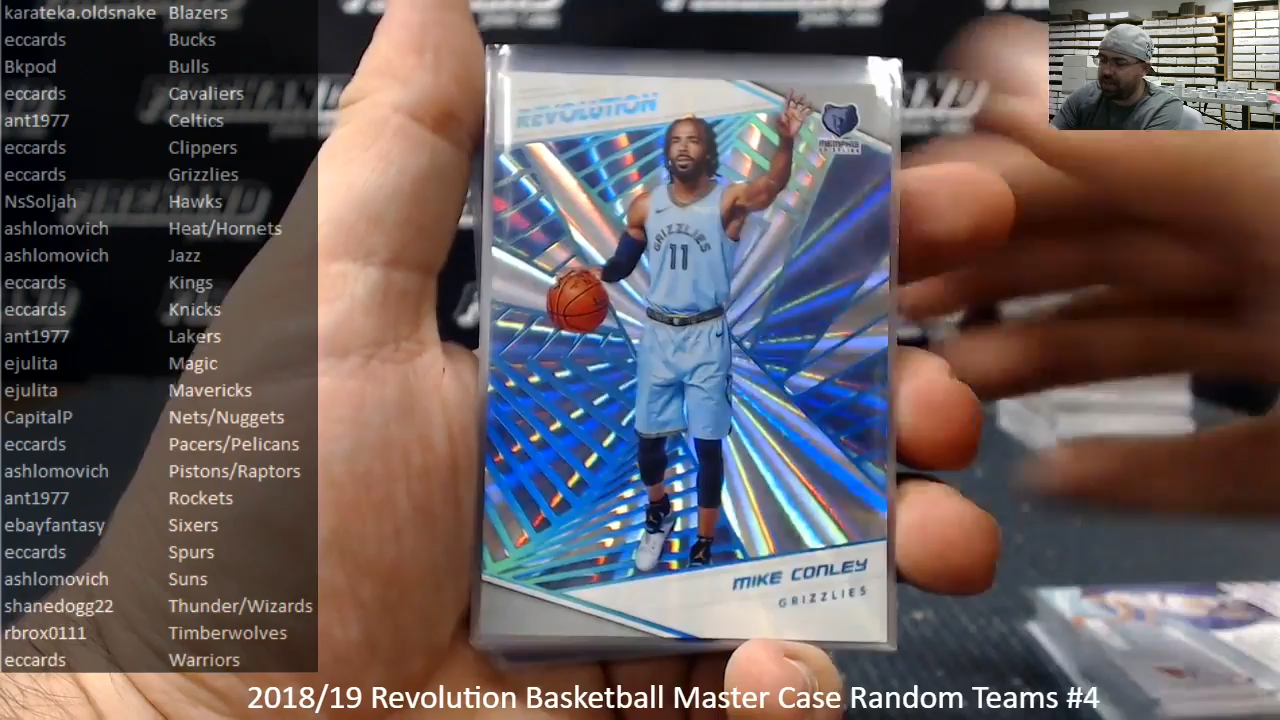 karateka.oldsnake Blazers
eccards Bucks
Bkpod Bulls
eccards Cavaliers
ant1977 Celtics
eccards Clippers
eccards Grizzlies
NsSoljah Hawks
ashlomovich Heat/Hornets
ashlomovich Jazz
eccards Kings
eccards Knicks
ant1977 Lakers
ejulita Magic
ejulita Mavericks
CapitalP Nets/Nuggets
eccards Pacers/Pelicans
ashlomovich Pistons/Raptors
ant1977 Rockets
ebayfantasy Sixers
eccards Spurs
ashlomovich Suns
shanedogg22 Thunder/Wizards
rbrox0111 Timberwolves
eccards Warriors
REVOLUTION
MEMPHIS
GRIZZLIES
GRIZZLIES
11
MIKE CONLEY
GRIZZLIES
2018/19 Revolution Basketball Master Case Random Teams #4